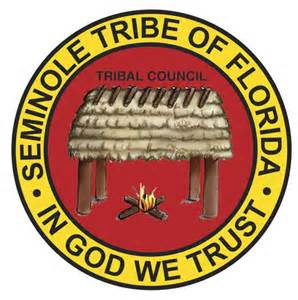 SEMINOLE TRIBE OF FLORIDA
TRIBAL COUNCIL
• IN GOD WE TRUST •